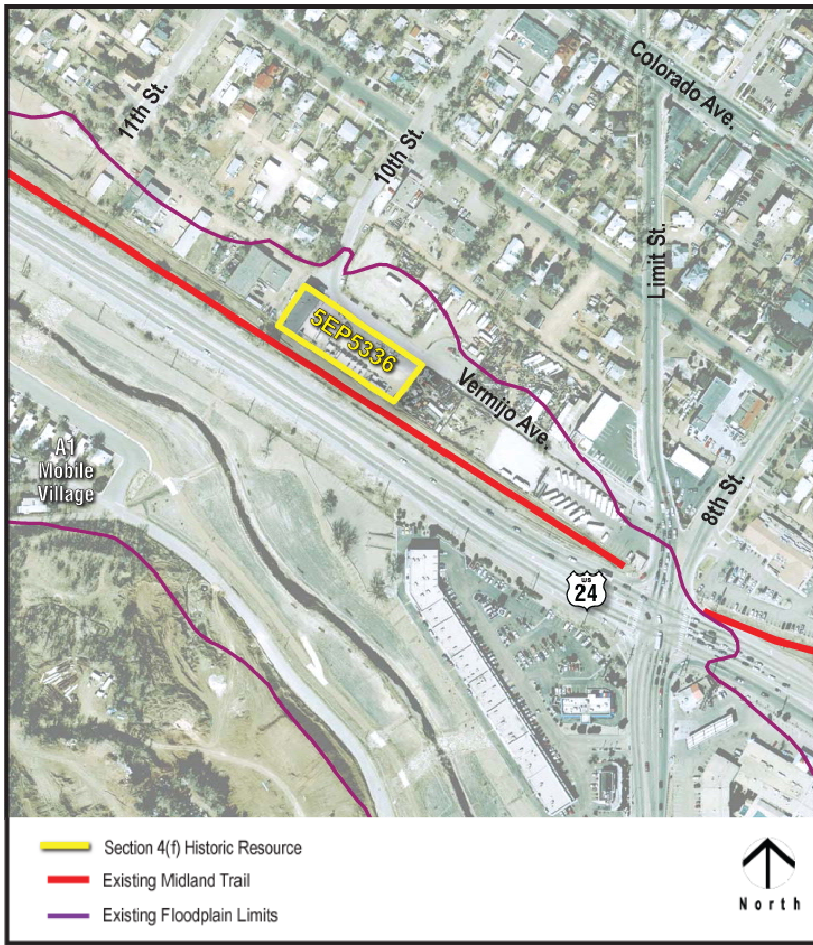 Colorado Ave.
11th St.
10th St.
Limit St.
5EP5336
Vermijo Ave.
A1
Mobile
Village
8th St.
US
24
Section 4(f) Historic Resource
Existing Midland Trail
Existing Floodplain Limits
North